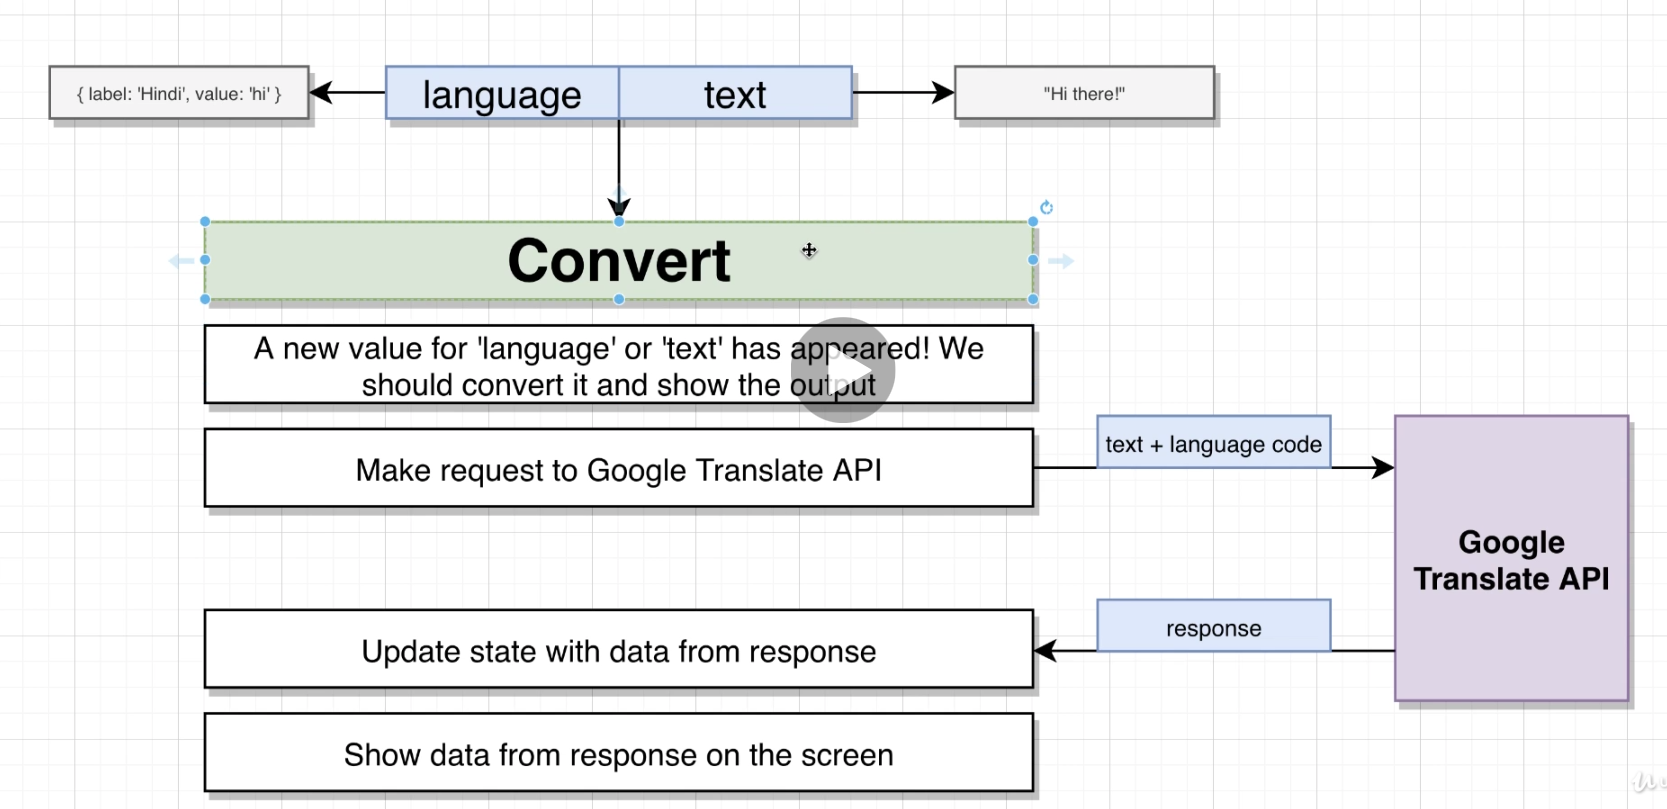 { label: 'Hindi', value: 'hi' }
language
text
"Hi there!"
Convert
A new value for 'language' or 'text' has appeared! We
should convert it and show the output
Make request to Google Translate API
text + language code
Google
Translate API
response
Update state with data from response
Show data from response on the screen